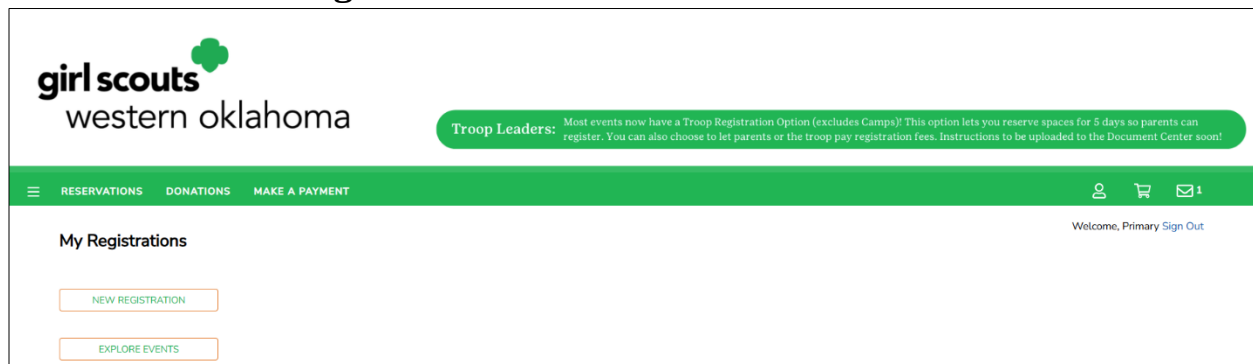 girl scouts
western oklahoma
Troop Leaders: Most events now have a Troop Registration Option (excludes Camps)! This option lets you reserve spaces for 5 days so parents can
register. You can also choose to let parents or the troop pay registration fees. Instructions to be uploaded to the Document Center soon!
RESERVATIONS DONATIONS MAKE A PAYMENT 1
Welcome, Primary Sign Out
My Registrations
NEW REGISTRATION
EXPLORE EVENTS